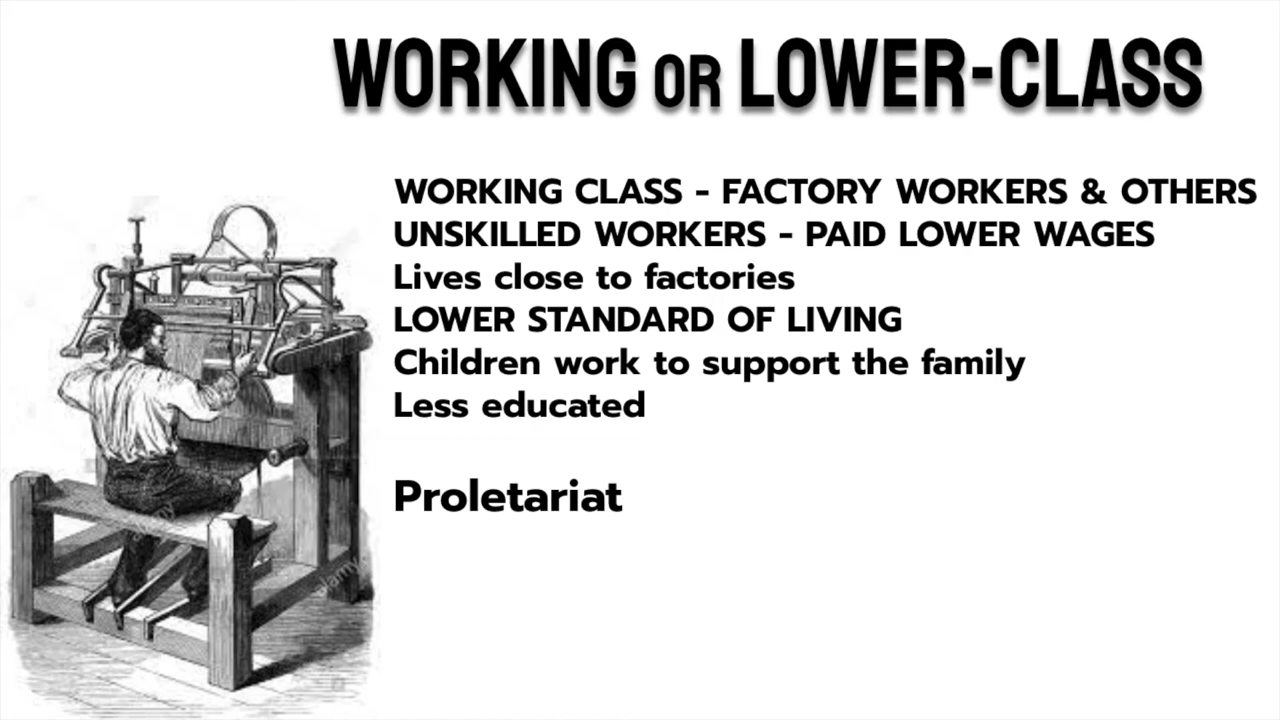 WORKING OR LOWER-CLASS
WORKING CLASS - FACTORY WORKERS & OTHERS
UNSKILLED WORKERS - PAID LOWER WAGES
Lives close to factories
LOWER STANDARD OF LIVING
Children work to support the family
Less educated
Proletariat
alamy